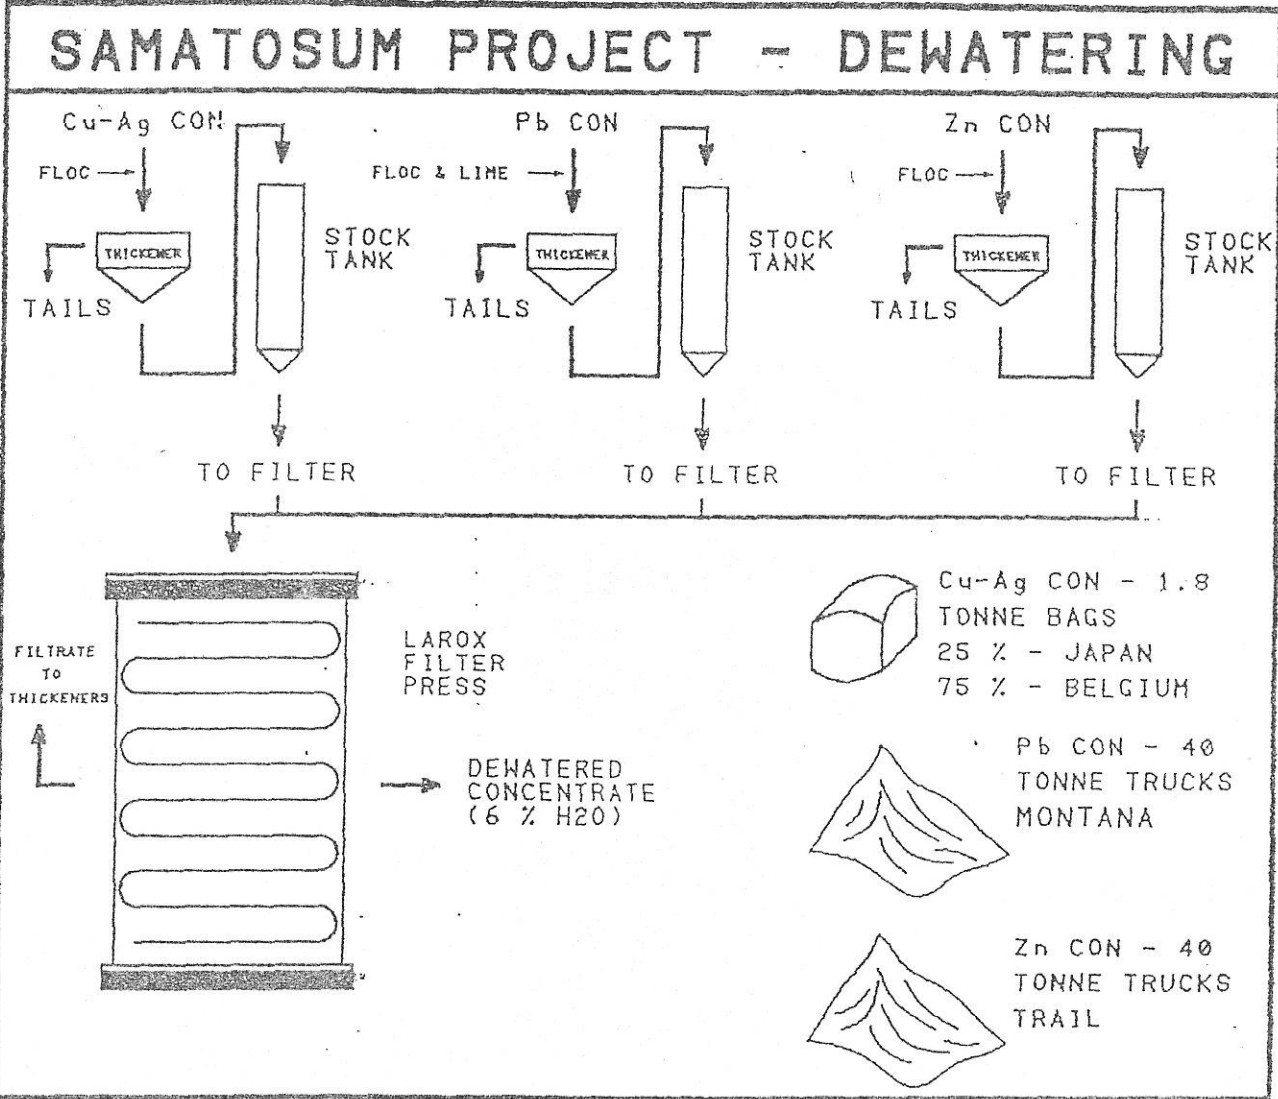 SAMATOSUM PROJECT - DEWATERING
Cu-Ag CON
FLOC
THICKENER
TAILS
STOCK
TANK
TO FILTER
Pb CON
FLOC & LIME
THICKENER
TAILS
STOCK
TANK
TO FILTER
Zn CON
FLOC
THICKENER
TAILS
STOCK
TANK
TO FILTER
FILTRATE
TO
THICKENERS
LAROX
FILTER
PRESS
DEWATERED
CONCENTRATE
(6 % H2O)
Cu-Ag CON - 1.8
TONNE BAGS
25 % - JAPAN
75 % - BELGIUM
Pb CON - 40
TONNE TRUCKS
MONTANA
Zn CON - 40
TONNE TRUCKS
TRAIL